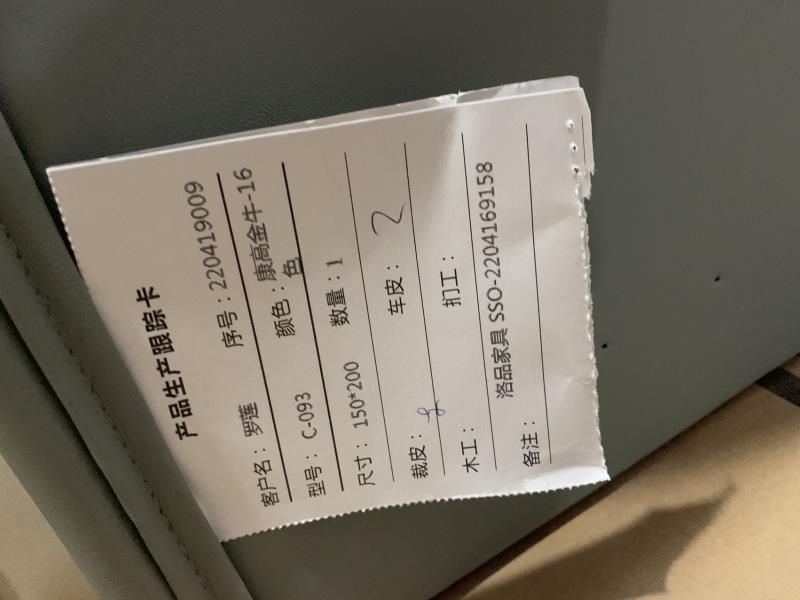 产品生产跟踪卡
客户名：罗莲 序号：220419009
型号：C-093 颜色：康高金牛-16色
尺寸：150*200 数量：1
裁皮： 车皮：2
木工： 扪工：
洛品家具 SSO-2204169158
备注：